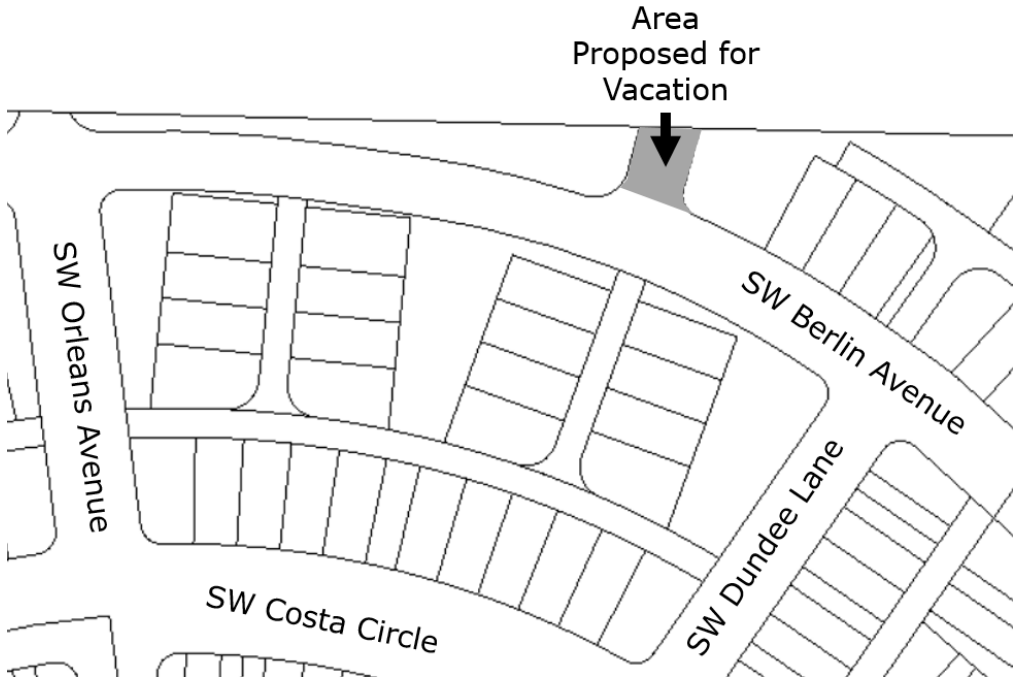 Area
Proposed for
Vacation
SW Orleans Avenue
SW Berlin Avenue
SW Dundee Lane
SW Costa Circle